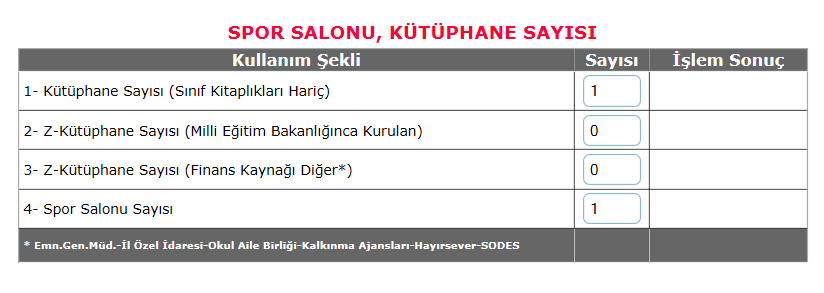 SPOR SALONU, KÜTÜPHANE SAYISI
Kullanım Şekli Sayısı İşlem Sonuç
1- Kütüphane Sayısı (Sınıf Kitaplıkları Hariç) 1
2- Z-Kütüphane Sayısı (Milli Eğitim Bakanlığınca Kurulan) 0
3- Z-Kütüphane Sayısı (Finans Kaynağı Diğer*) 0
4- Spor Salonu Sayısı 1
* Emn.Gen.Müd.-İl Özel İdaresi-Okul Aile Birliği-Kalkınma Ajansları-Hayırsever-SODES